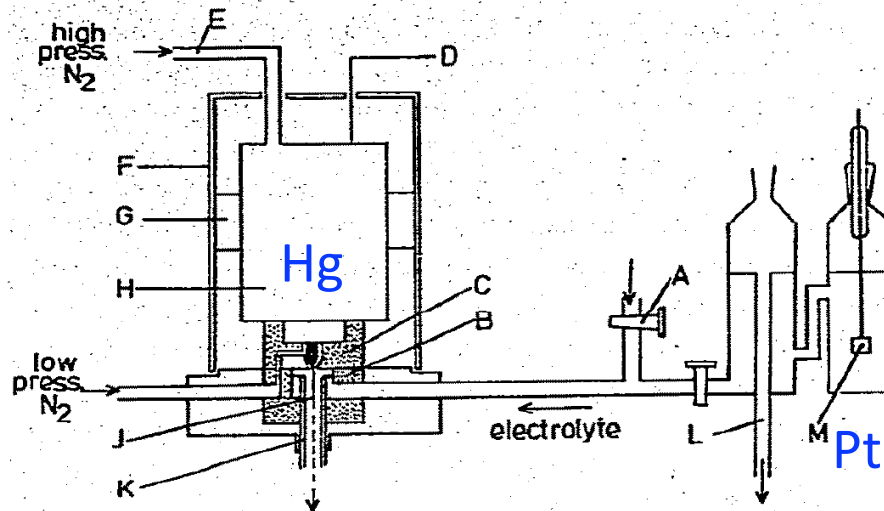 E
high
press.
N2
D
F
G
Hg
H
C
B
A
low
press.
N2
electrolyte
J
L
M
Pt
K